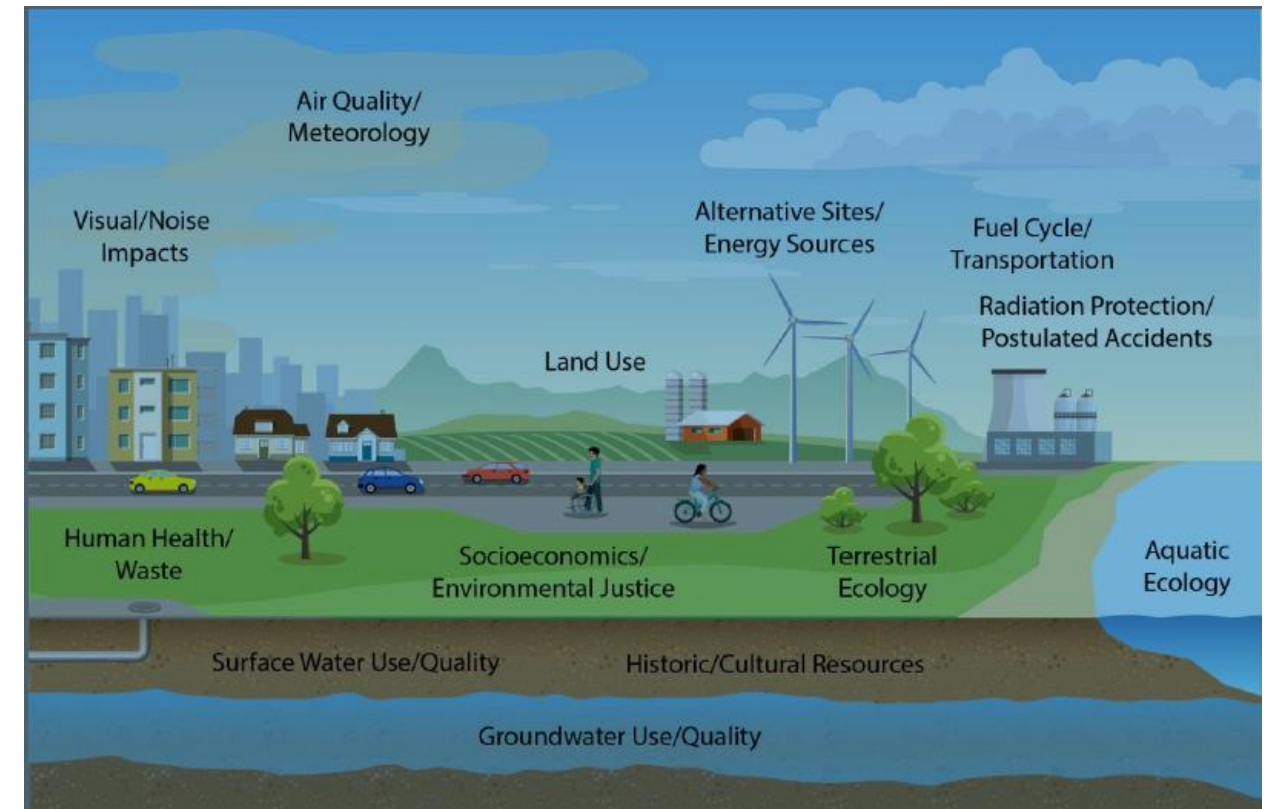 Air Quality/
Meteorology
Visual/Noise
Impacts
Alternative Sites/
Energy Sources
Fuel Cycle/
Transportation
Radiation Protection/
Postulated Accidents
Land Use
Human Health/
Waste
Socioeconomics/
Environmental Justice
Terrestrial
Ecology
Aquatic
Ecology
Surface Water Use/Quality
Historic/Cultural Resources
Groundwater Use/Quality